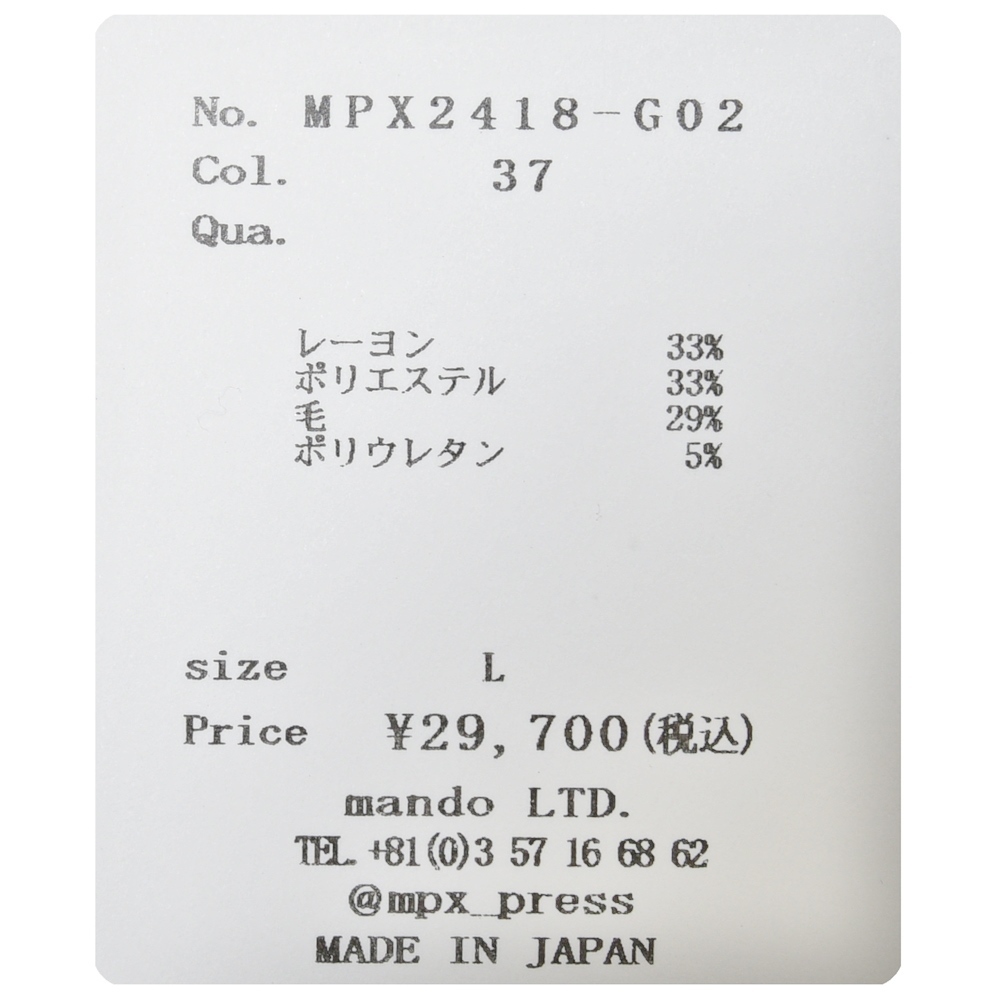 No. MPX2418-G02
Col. 37
Qua.
レーヨン 33%
ポリエステル 33%
毛 29%
ポリウレタン 5%
size L
Price ¥29,700(税込)
mando LTD.
TEL +81(0)3 57 16 68 62
@mpx_press
MADE IN JAPAN